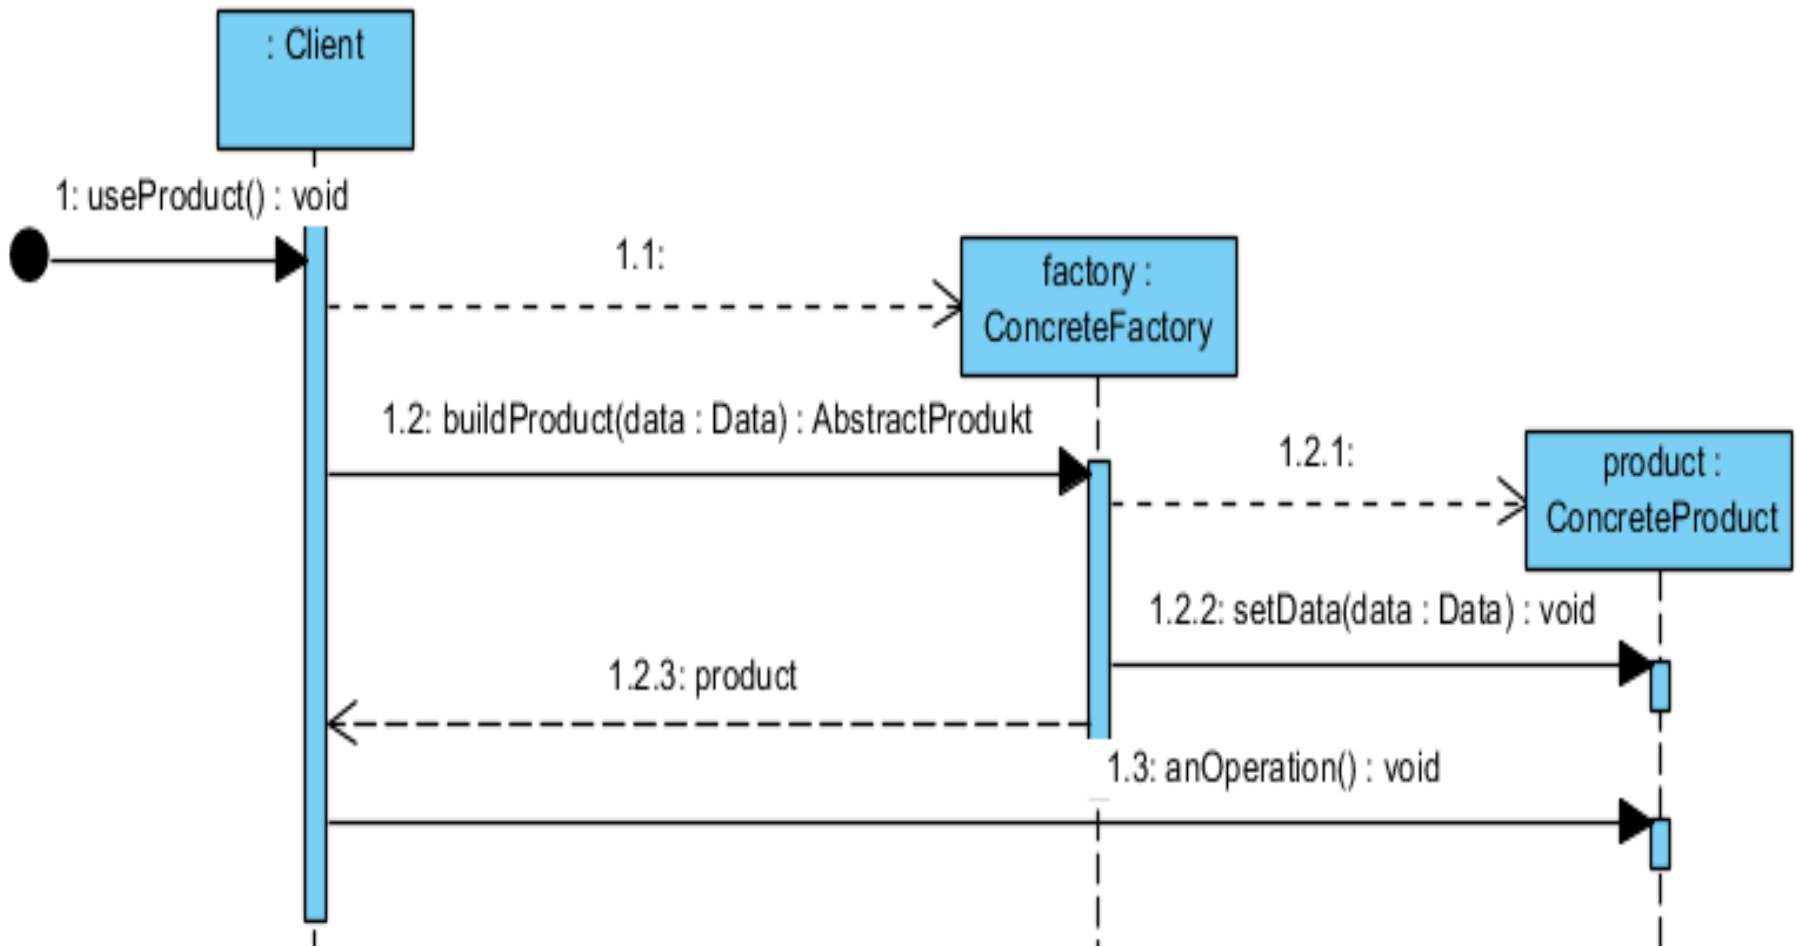 : Client
1: useProduct() : void
1.1:
factory :
ConcreteFactory
1.2: buildProduct(data : Data) : AbstractProdukt
1.2.1:
product :
ConcreteProduct
1.2.2: setData(data : Data) : void
1.2.3: product
1.3: anOperation() : void